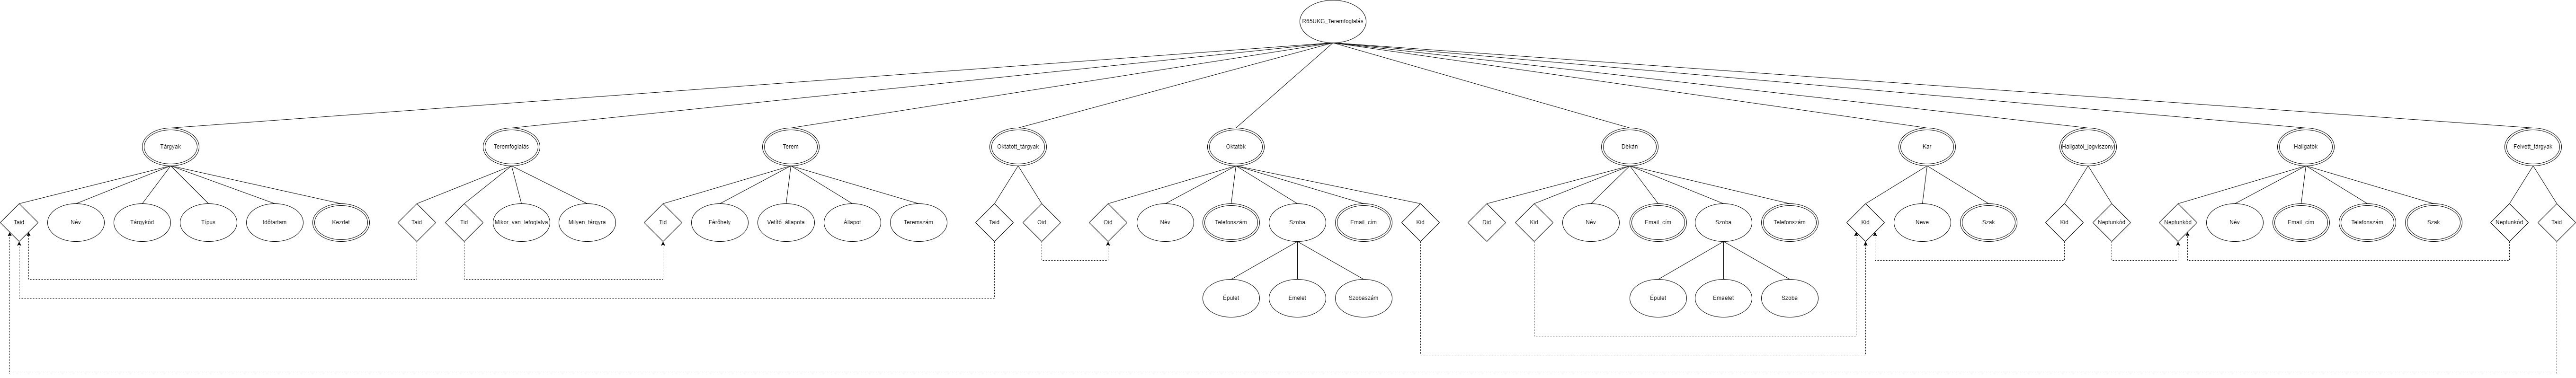 R65UKG_Teremfoglalás
Tárgyak
Teremfoglalás
Terem
Oktatott_tárgyak
Oktatók
Dékán
Kar
Hallgatói_jogviszony
Hallgatók
Felvett_tárgyak
Taid
Név
Tárgykód
Típus
Időtartam
Kezdet
Taid
Tid
Mikor_van_lefoglalva
Milyen_tárgyra
Tid
Férőhely
Vetítő_állapota
Állapot
Teremszám
Taid
Oid
OId
Név
Telefonszám
Szoba
Email_cím
Kid
Did
Kid
Név
Email_cím
Szoba
Telefonszám
Kid
Neve
Szak
Kid
Neptunkód
Neptunkód
Név
Email_cím
Telafonszám
Szak
Neptunkód
Taid
Épület
Emelet
Szobaszám
Épület
Emaelet
Szoba